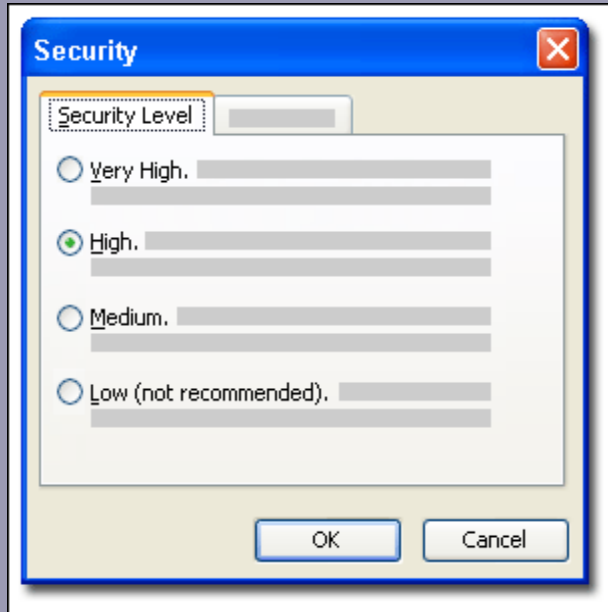 Security
Security Level
Very High.
High.
Medium.
Low (not recommended).
OK
Cancel